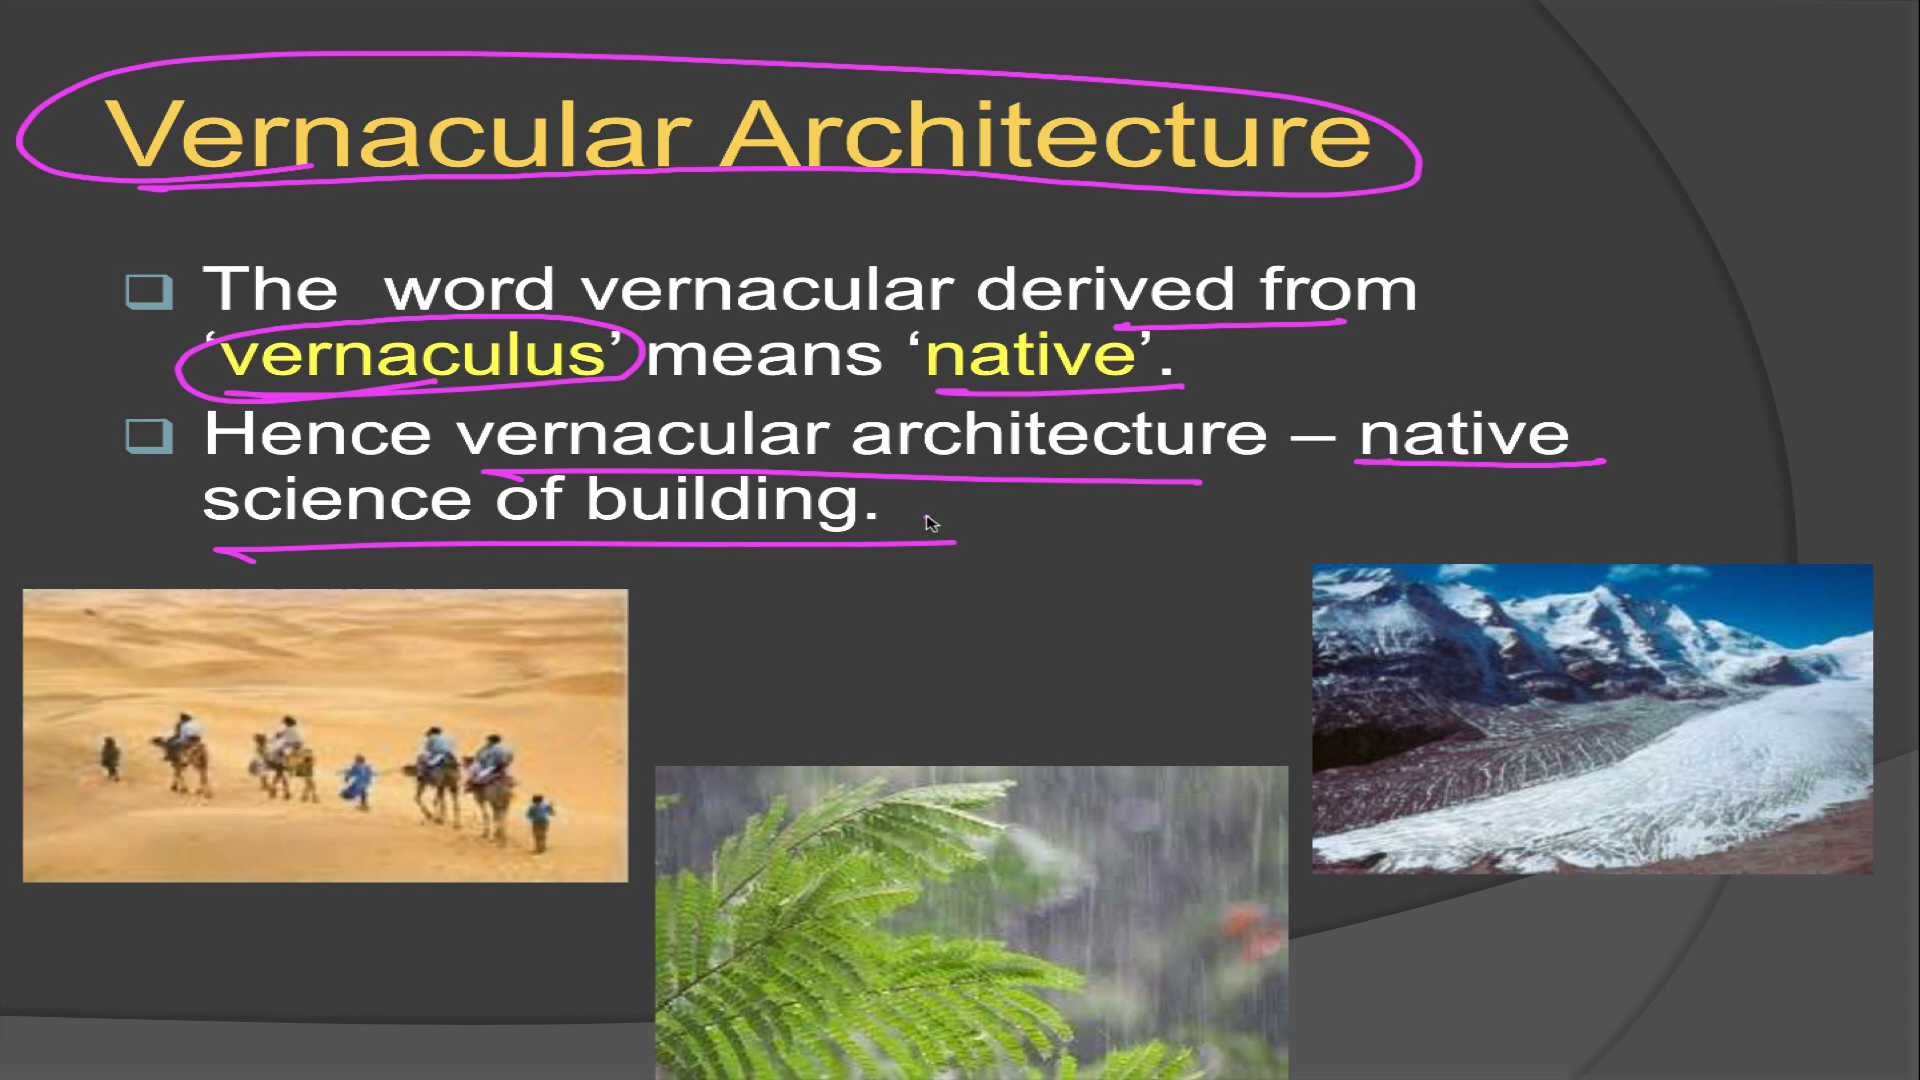 Vernacular Architecture
The word vernacular derived from
‘vernaculus’ means ‘native’.
Hence vernacular architecture – native
science of building.